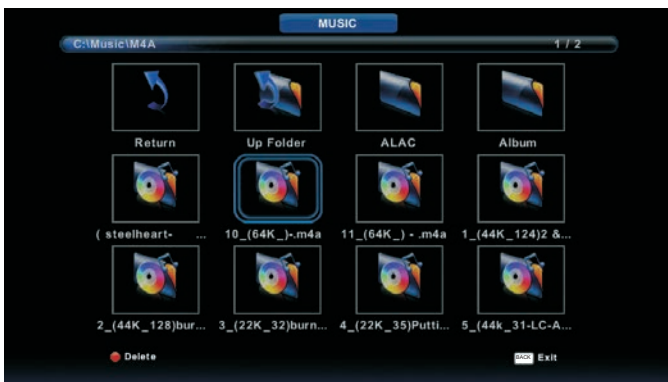 MUSIC
C:\Music\M4A 1 / 2
Return Up Folder ALAC Album
( steelheart- ... 10_(64K_)-.m4a 11_(64K_) - .m4a 1_(44K_124)2 &...
2_(44K_128)bur... 3_(22K_32)burn... 4_(22K_35)Putti... 5_(44k_31-LC-A...
Delete BACK Exit